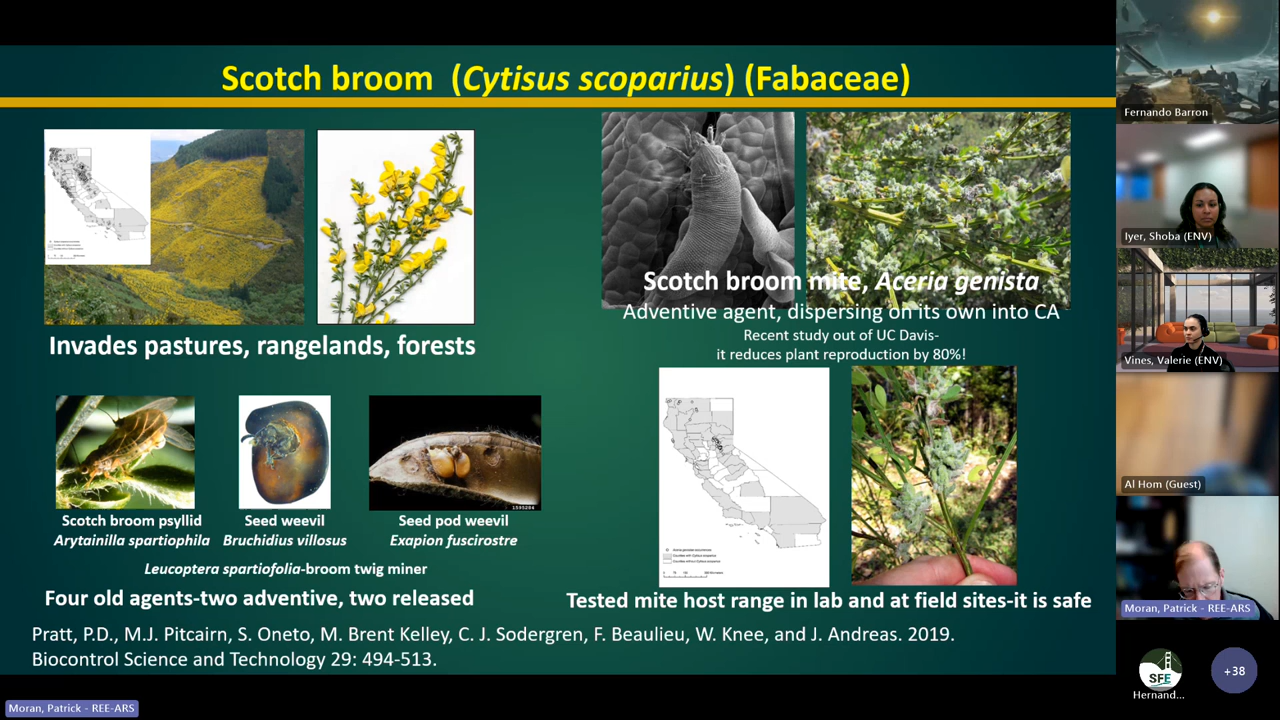 Scotch broom (Cytisus scoparius) (Fabaceae)
Invades pastures, rangelands, forests
Scotch broom mite, Aceria genista
Adventive agent, dispersing on its own into CA
Recent study out of UC Davis-
it reduces plant reproduction by 80%!
1395284
Scotch broom psyllid
Arytainilla spartiophila
Seed weevil
Bruchidius villosus
Seed pod weevil
Exapion fuscirostre
Leucoptera spartiofolia-broom twig miner
Four old agents-two adventive, two released
Tested mite host range in lab and at field sites-it is safe
Pratt, P.D., M.J. Pitcairn, S. Oneto, M. Brent Kelley, C. J. Sodergren, F. Beaulieu, W. Knee, and J. Andreas. 2019.
Biocontrol Science and Technology 29: 494-513.
Moran, Patrick - REE-ARS
Fernando Barron
Iyer, Shoba (ENV)
Vines, Valerie (ENV)
Al Hom (Guest)
Moran, Patrick - REE-ARS
SFE
Hernand...
+38